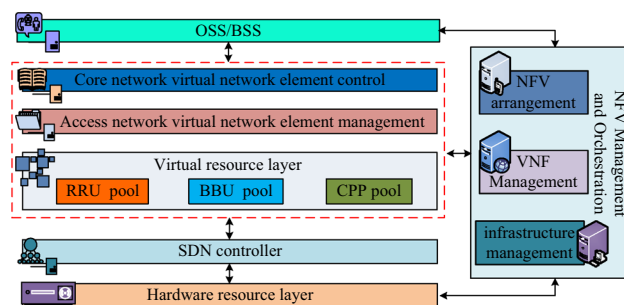 OSS/BSS
Core network virtual network element control
Access network virtual network element management
Virtual resource layer
RRU pool
BBU pool
CPP pool
SDN controller
Hardware resource layer
NFV
arrangement
VNF
Management
infrastructure
management
NFV Management
and Orchestration